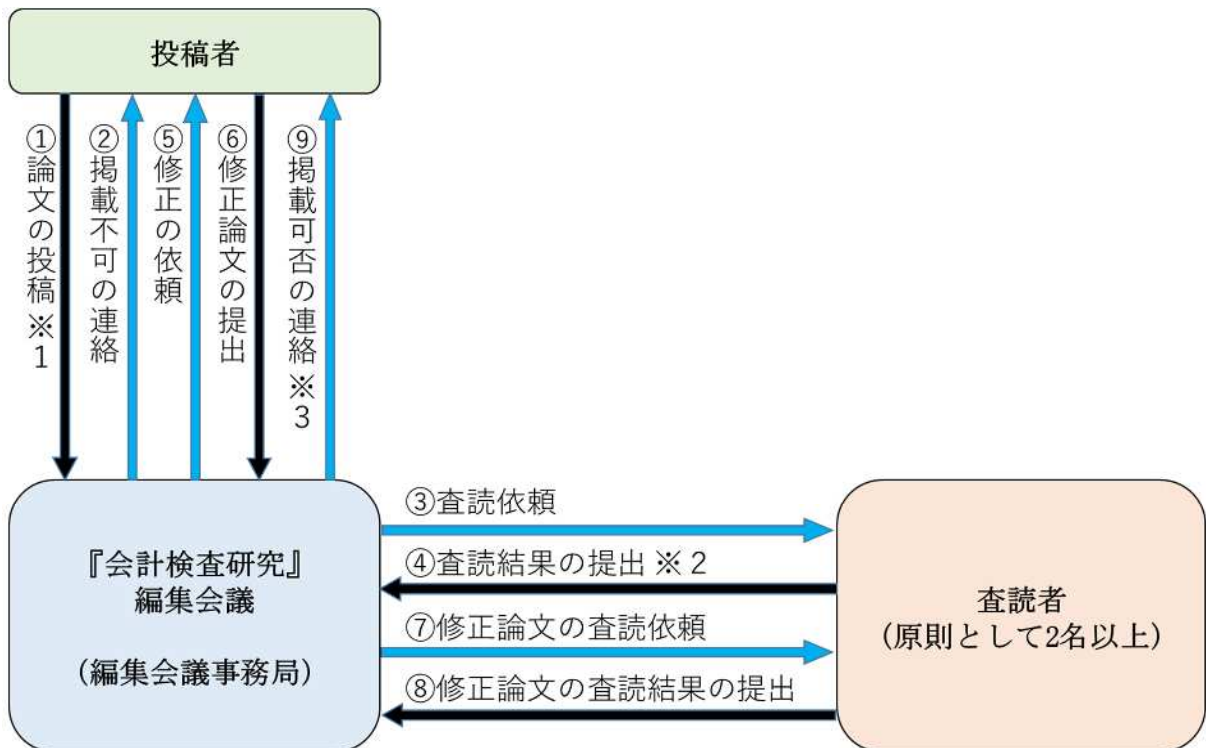 投稿者
①論文の投稿※1
②掲載不可の連絡
⑤修正の依頼
⑥修正論文の提出
⑨掲載可否の連絡※3
『会計検査研究』
編集会議
(編集会議事務局)
③査読依頼
④査読結果の提出※2
⑦修正論文の査読依頼
⑧修正論文の査読結果の提出
査読者
(原則として2名以上)